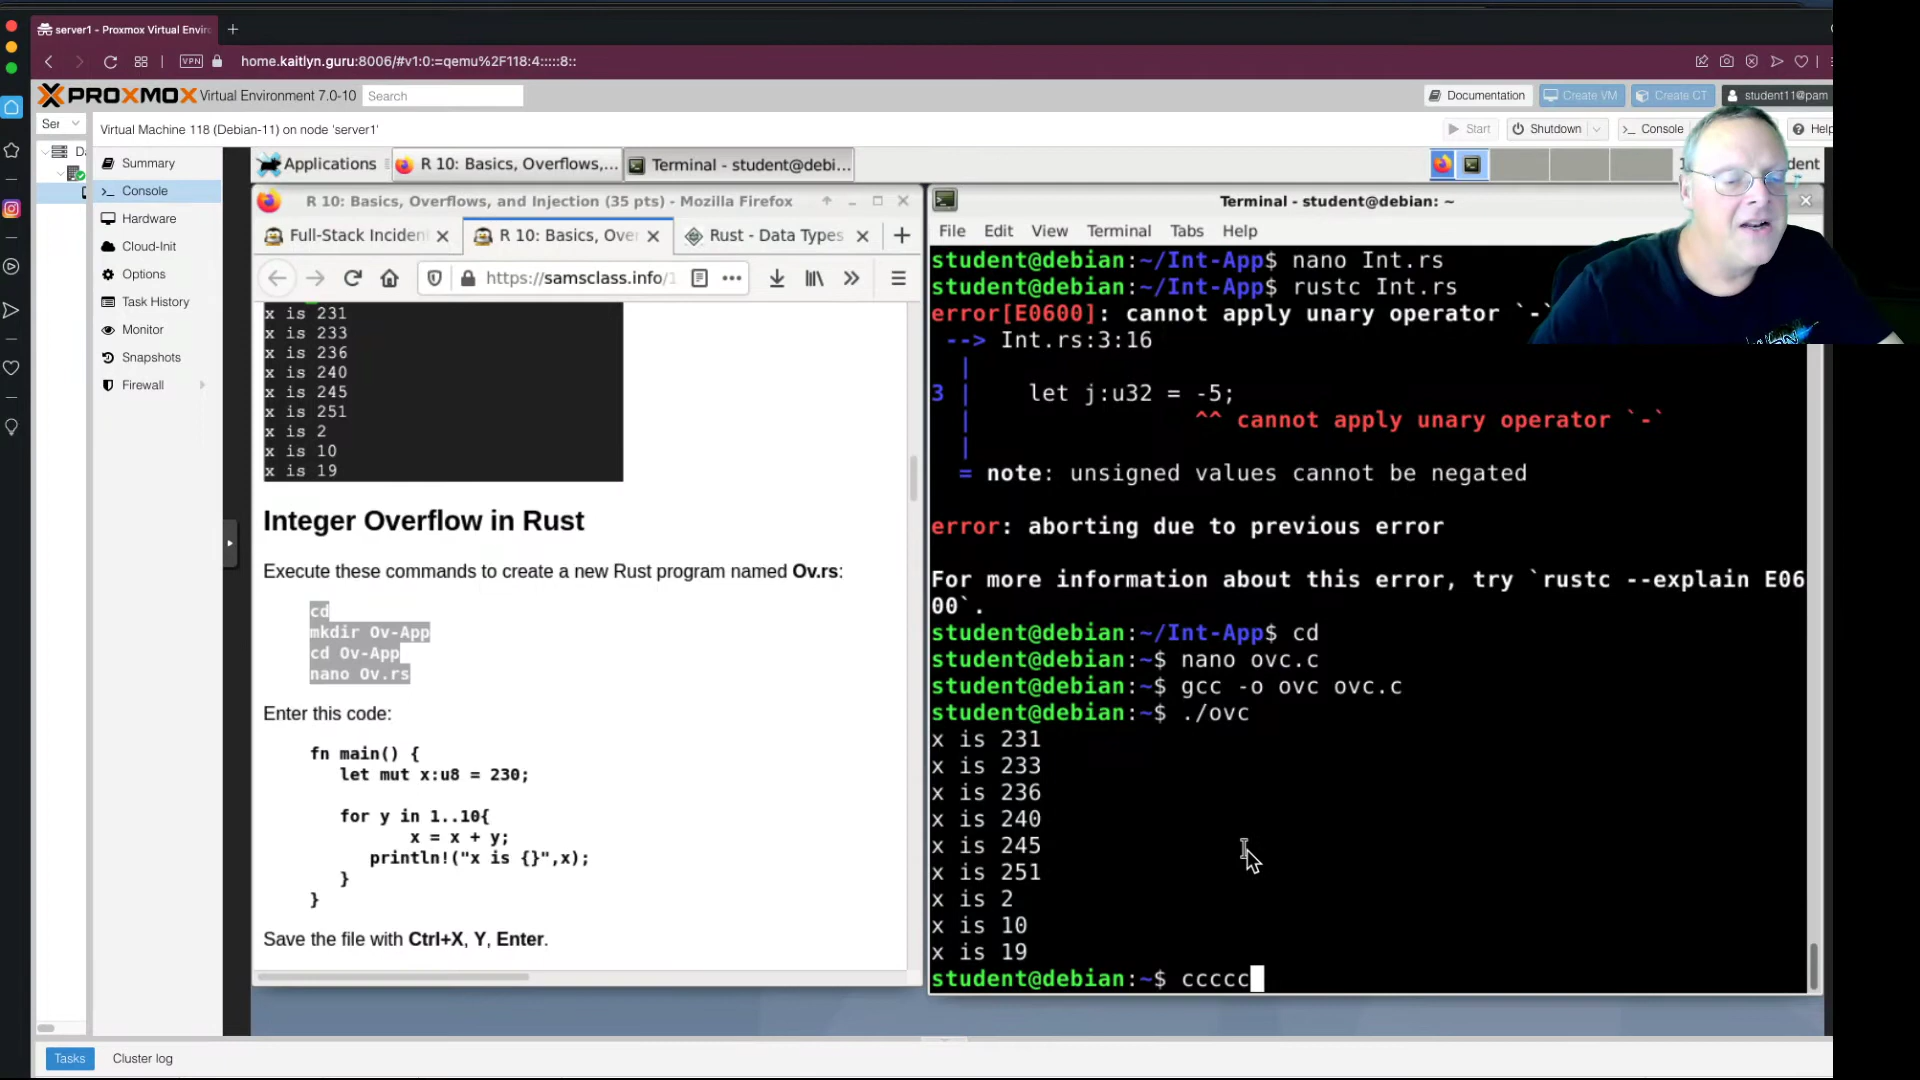 server1 - Proxmox Virtual Enviro
VPN
home.kaitlyn.guru:8006/#v1:0:=qemu%2F118:4:::::8::
PROXMOX Virtual Environment 7.0-10
Search
Documentation
Create VM
Create CT
student11@pam
Ser
Virtual Machine 118 (Debian-11) on node 'server1'
Start
Shutdown
Console
Help
Summary
Console
Hardware
Cloud-Init
Options
Task History
Monitor
Snapshots
Firewall
Applications
R 10: Basics, Overflows,...
Terminal - student@debi...
R 10: Basics, Overflows, and Injection (35 pts) - Mozilla Firefox
Full-Stack Inciden
R 10: Basics, Over
Rust - Data Types
https://samsclass.info/1
x is 231
x is 233
x is 236
x is 240
x is 245
x is 251
x is 2
x is 10
x is 19
Integer Overflow in Rust
Execute these commands to create a new Rust program named Ov.rs:
cd
mkdir Ov-App
cd Ov-App
nano Ov.rs
Enter this code:
fn main() {
let mut x:u8 = 230;
for y in 1..10{
x = x + y;
println!("x is {}",x);
}
}
Save the file with Ctrl+X, Y, Enter.
Terminal - student@debian: ~
File Edit View Terminal Tabs Help
student@debian:~/Int-App$ nano Int.rs
student@debian:~/Int-App$ rustc Int.rs
error[E0600]: cannot apply unary operator `-`
--> Int.rs:3:16
|
3 | let j:u32 = -5;
| ^^ cannot apply unary operator `-`
|
= note: unsigned values cannot be negated
error: aborting due to previous error
For more information about this error, try `rustc --explain E06
00`.
student@debian:~/Int-App$ cd
student@debian:~$ nano ovc.c
student@debian:~$ gcc -o ovc ovc.c
student@debian:~$ ./ovc
x is 231
x is 233
x is 236
x is 240
x is 245
x is 251
x is 2
x is 10
x is 19
student@debian:~$ ccccc
Tasks
Cluster log